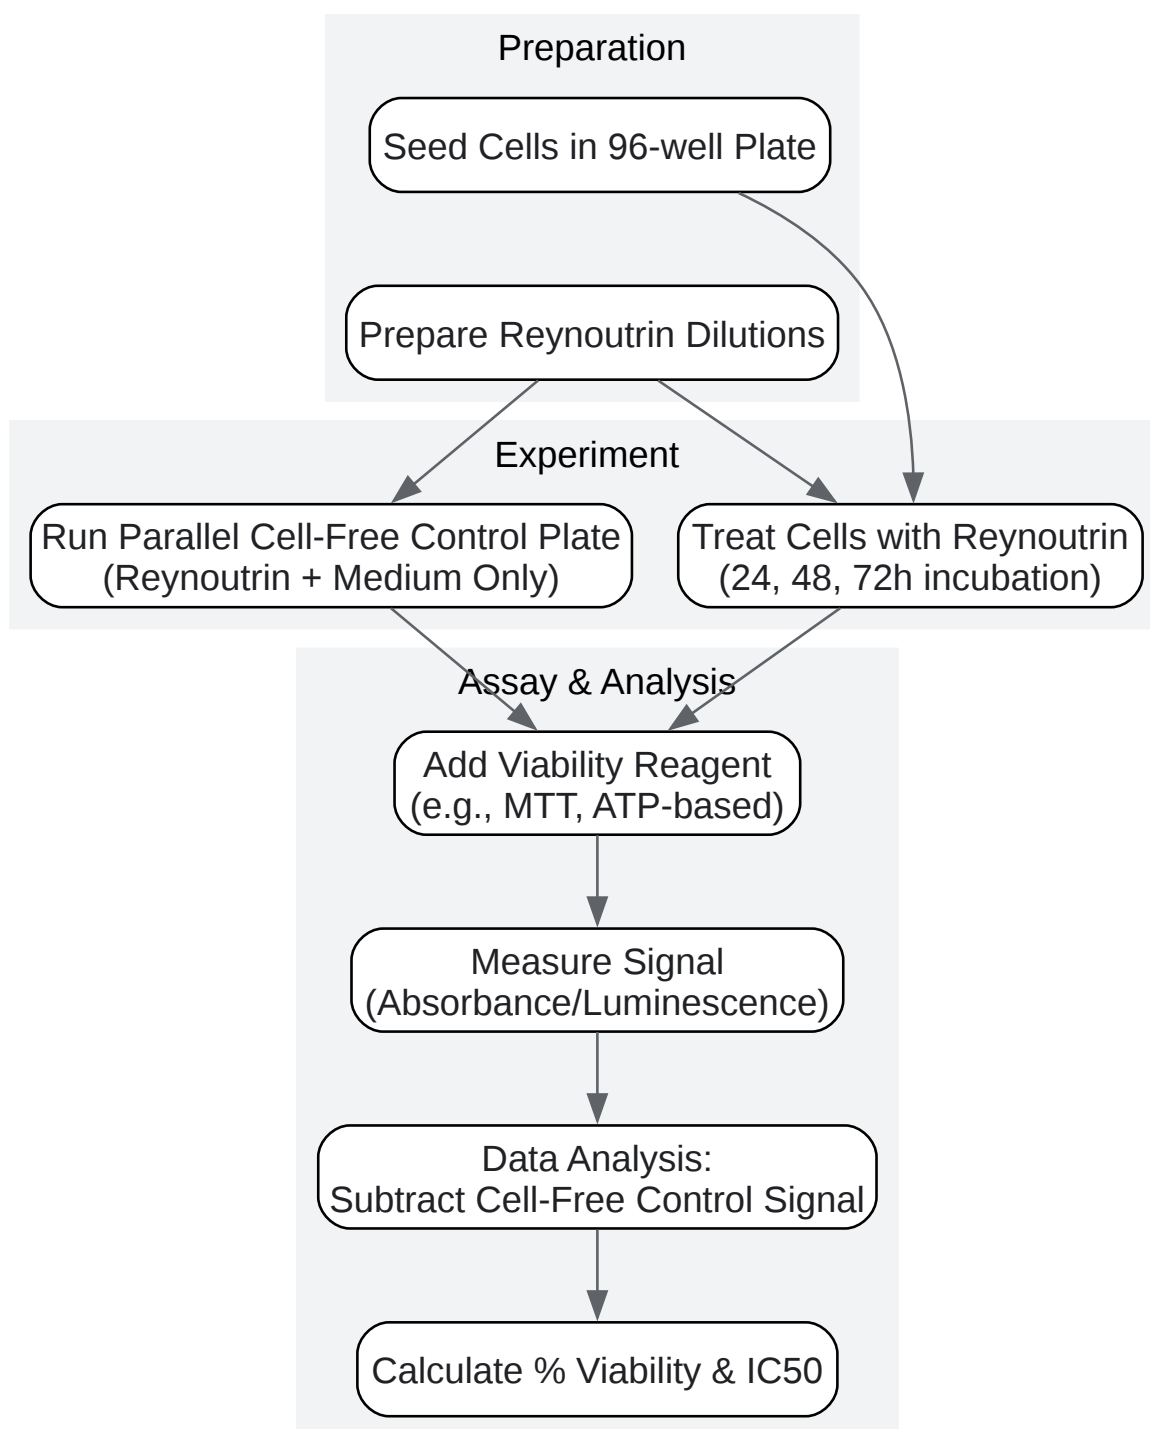 Preparation
Seed Cells in 96-well Plate
Prepare Reynoutrin Dilutions
Experiment
Run Parallel Cell-Free Control Plate
(Reynoutrin + Medium Only)
Treat Cells with Reynoutrin
(24, 48, 72h incubation)
Assay & Analysis
Add Viability Reagent
(e.g., MTT, ATP-based)
Measure Signal
(Absorbance/Luminescence)
Data Analysis:
Subtract Cell-Free Control Signal
Calculate % Viability & IC50